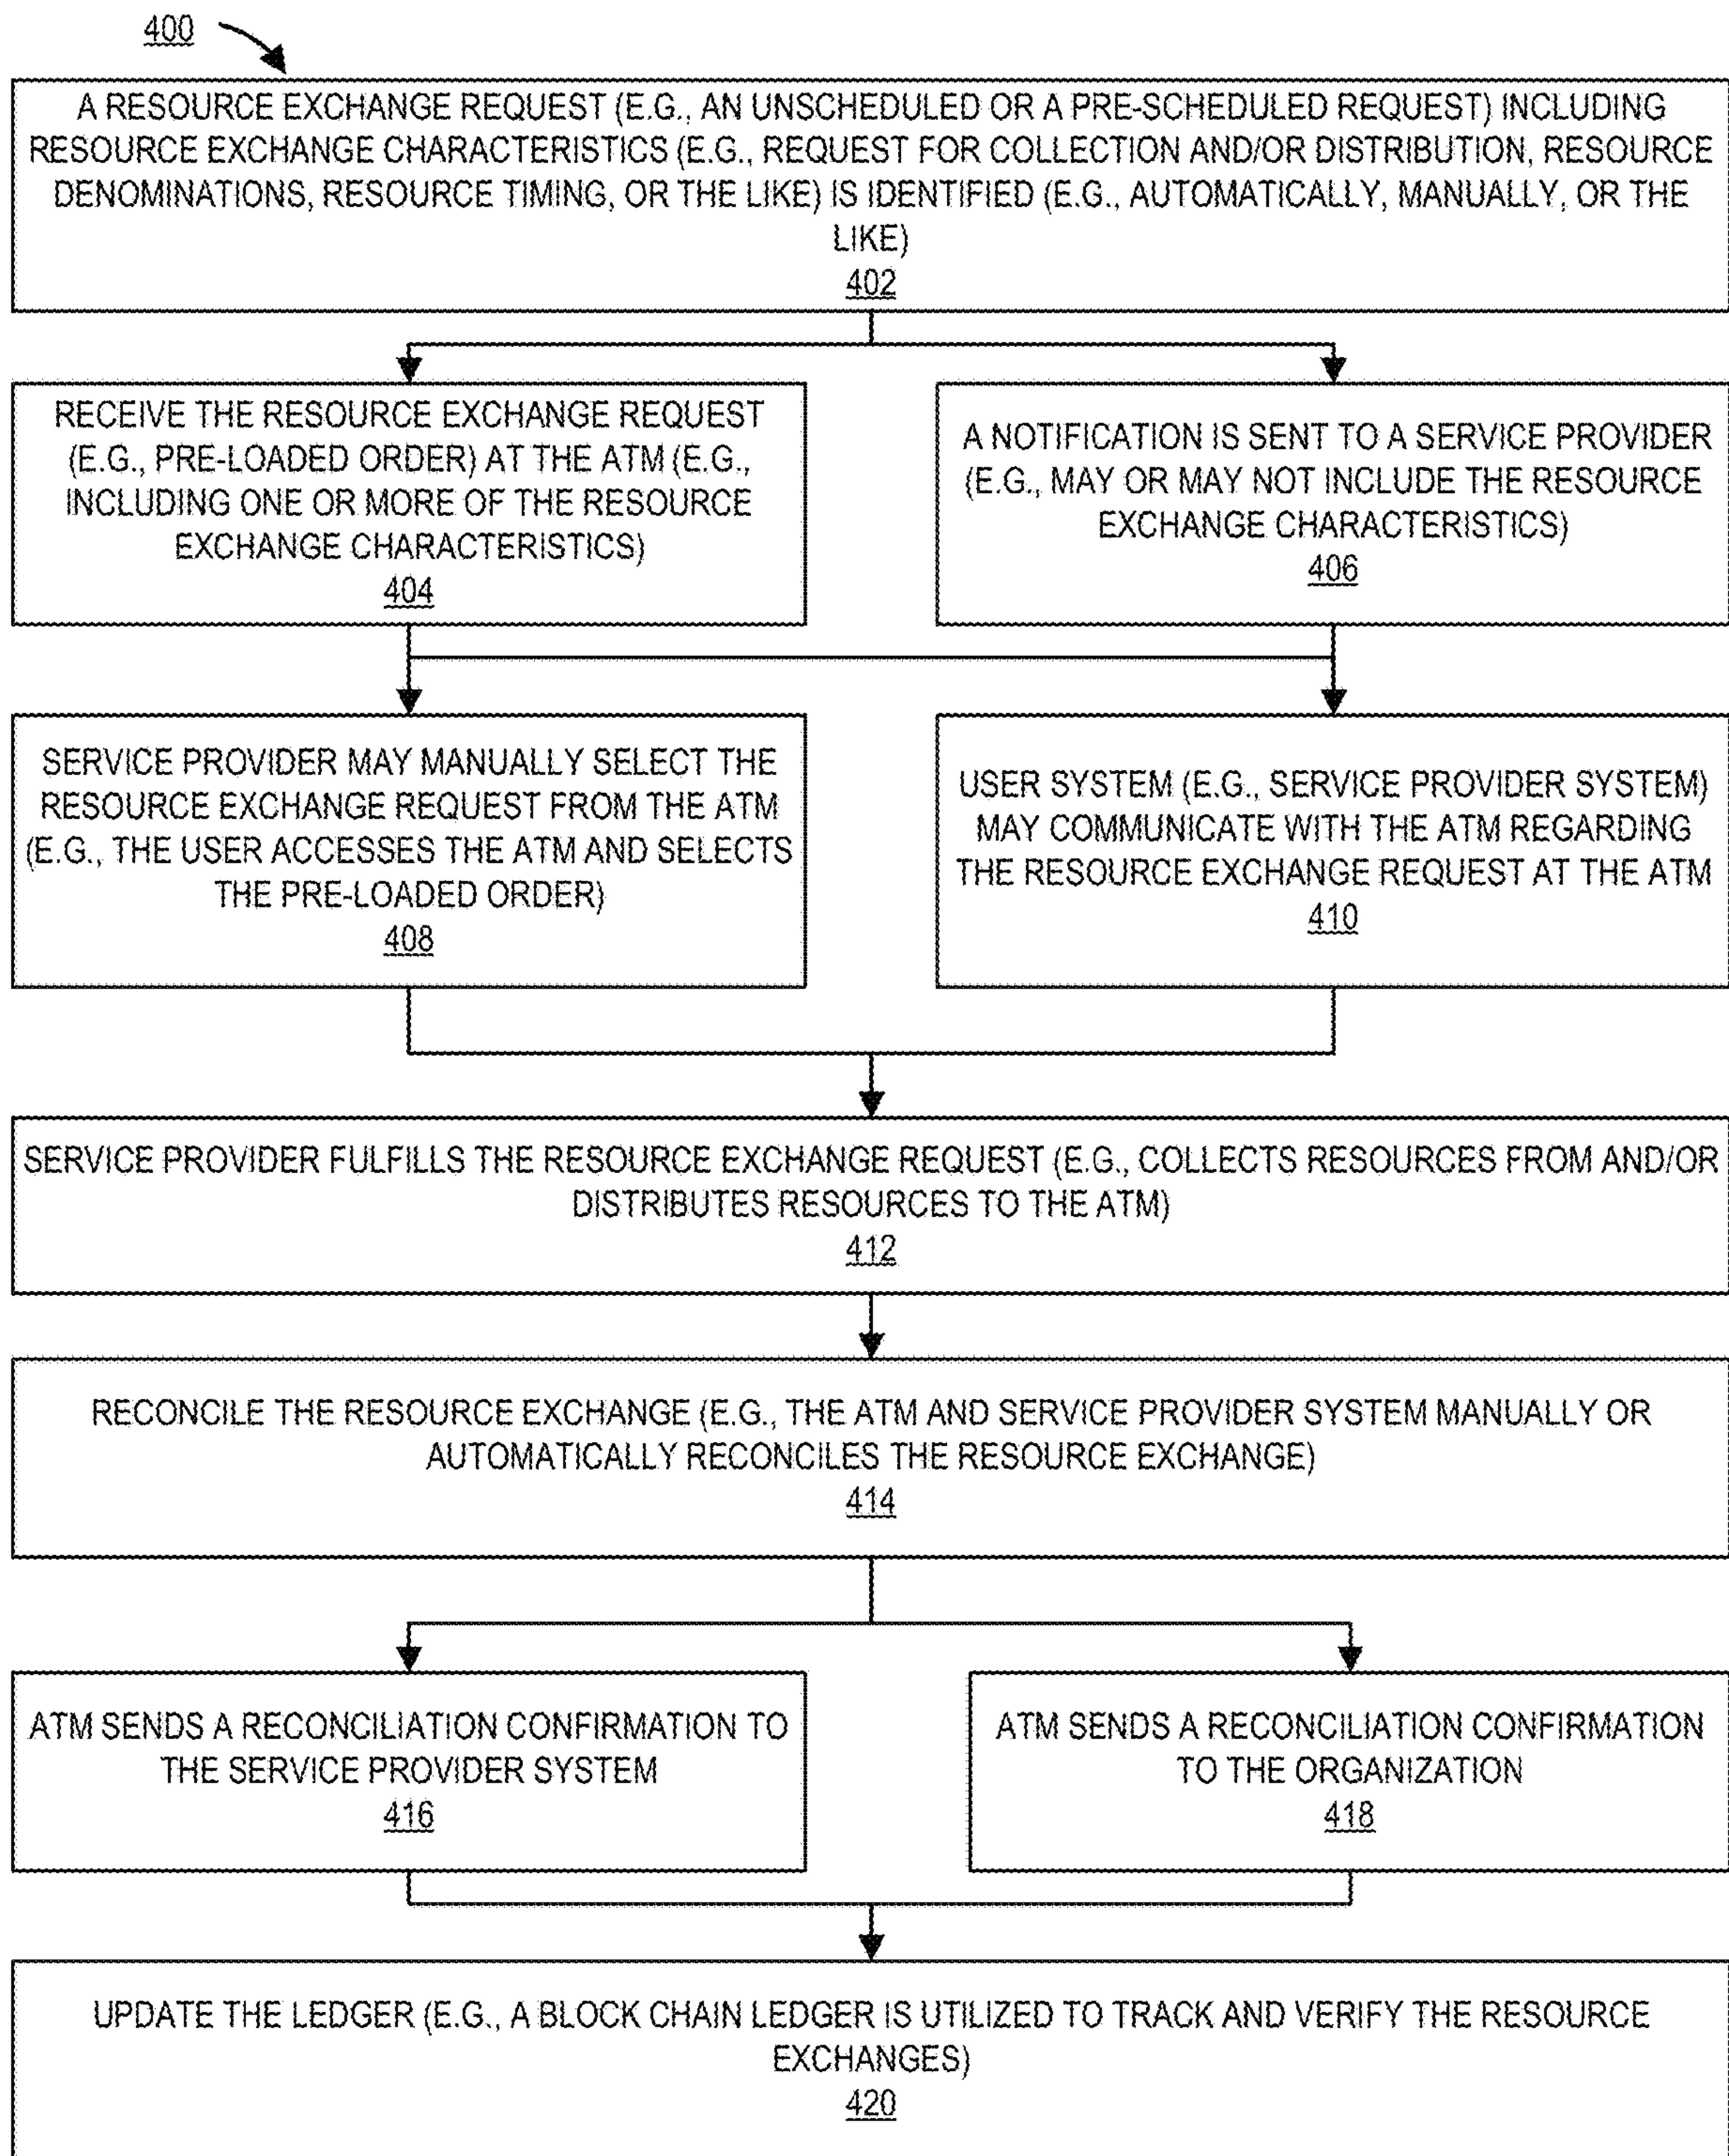 400
A RESOURCE EXCHANGE REQUEST (E.G., AN UNSCHEDULED OR A PRE-SCHEDULED REQUEST) INCLUDING
RESOURCE EXCHANGE CHARACTERISTICS (E.G., REQUEST FOR COLLECTION AND/OR DISTRIBUTION, RESOURCE
DENOMINATIONS, RESOURCE TIMING, OR THE LIKE) IS IDENTIFIED (E.G., AUTOMATICALLY, MANUALLY, OR THE
LIKE)
402
RECEIVE THE RESOURCE EXCHANGE REQUEST
(E.G., PRE-LOADED ORDER) AT THE ATM (E.G.,
INCLUDING ONE OR MORE OF THE RESOURCE
EXCHANGE CHARACTERISTICS)
404
A NOTIFICATION IS SENT TO A SERVICE PROVIDER
(E.G., MAY OR MAY NOT INCLUDE THE RESOURCE
EXCHANGE CHARACTERISTICS)
406
SERVICE PROVIDER MAY MANUALLY SELECT THE
RESOURCE EXCHANGE REQUEST FROM THE ATM
(E.G., THE USER ACCESSES THE ATM AND SELECTS
THE PRE-LOADED ORDER)
408
USER SYSTEM (E.G., SERVICE PROVIDER SYSTEM)
MAY COMMUNICATE WITH THE ATM REGARDING
THE RESOURCE EXCHANGE REQUEST AT THE ATM
410
SERVICE PROVIDER FULFILLS THE RESOURCE EXCHANGE REQUEST (E.G., COLLECTS RESOURCES FROM AND/OR
DISTRIBUTES RESOURCES TO THE ATM)
412
RECONCILE THE RESOURCE EXCHANGE (E.G., THE ATM AND SERVICE PROVIDER SYSTEM MANUALLY OR
AUTOMATICALLY RECONCILES THE RESOURCE EXCHANGE)
414
ATM SENDS A RECONCILIATION CONFIRMATION TO
THE SERVICE PROVIDER SYSTEM
416
ATM SENDS A RECONCILIATION CONFIRMATION
TO THE ORGANIZATION
418
UPDATE THE LEDGER (E.G., A BLOCK CHAIN LEDGER IS UTILIZED TO TRACK AND VERIFY THE RESOURCE
EXCHANGES)
420